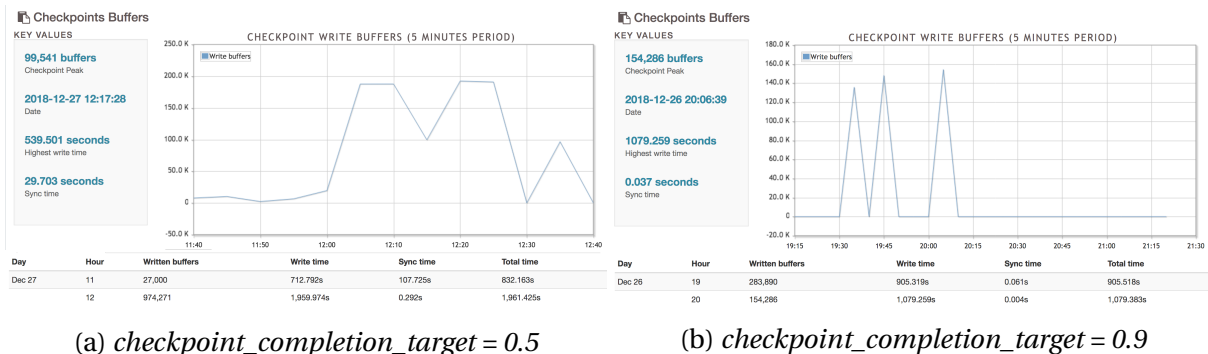 Checkpoints Buffers
KEY VALUES
99,541 buffers
Checkpoint Peak
2018-12-27 12:17:28
Date
539.501 seconds
Highest write time
29.703 seconds
Sync time
CHECKPOINT WRITE BUFFERS (5 MINUTES PERIOD)
Write buffers
250.0 K
200.0 K
150.0 K
100.0 K
50.0 K
0
-50.0 K
11:40 11:50 12:00 12:10 12:20 12:30 12:40
Day Hour Written buffers Write time Sync time Total time
Dec 27 11 27,000 712.792s 107.725s 832.163s
12 974,271 1,959.974s 0.292s 1,961.425s
(a) checkpoint_completion_target = 0.5
Checkpoints Buffers
KEY VALUES
154,286 buffers
Checkpoint Peak
2018-12-26 20:06:39
Date
1079.259 seconds
Highest write time
0.037 seconds
Sync time
CHECKPOINT WRITE BUFFERS (5 MINUTES PERIOD)
Write buffers
180.0 K
160.0 K
140.0 K
120.0 K
100.0 K
80.0 K
60.0 K
40.0 K
20.0 K
0
-20.0 K
19:15 19:30 19:45 20:00 20:15 20:30 20:45 21:00 21:15 21:30
Day Hour Written buffers Write time Sync time Total time
Dec 26 19 283,890 905.319s 0.061s 905.518s
20 154,286 1,079.259s 0.004s 1,079.383s
(b) checkpoint_completion_target = 0.9